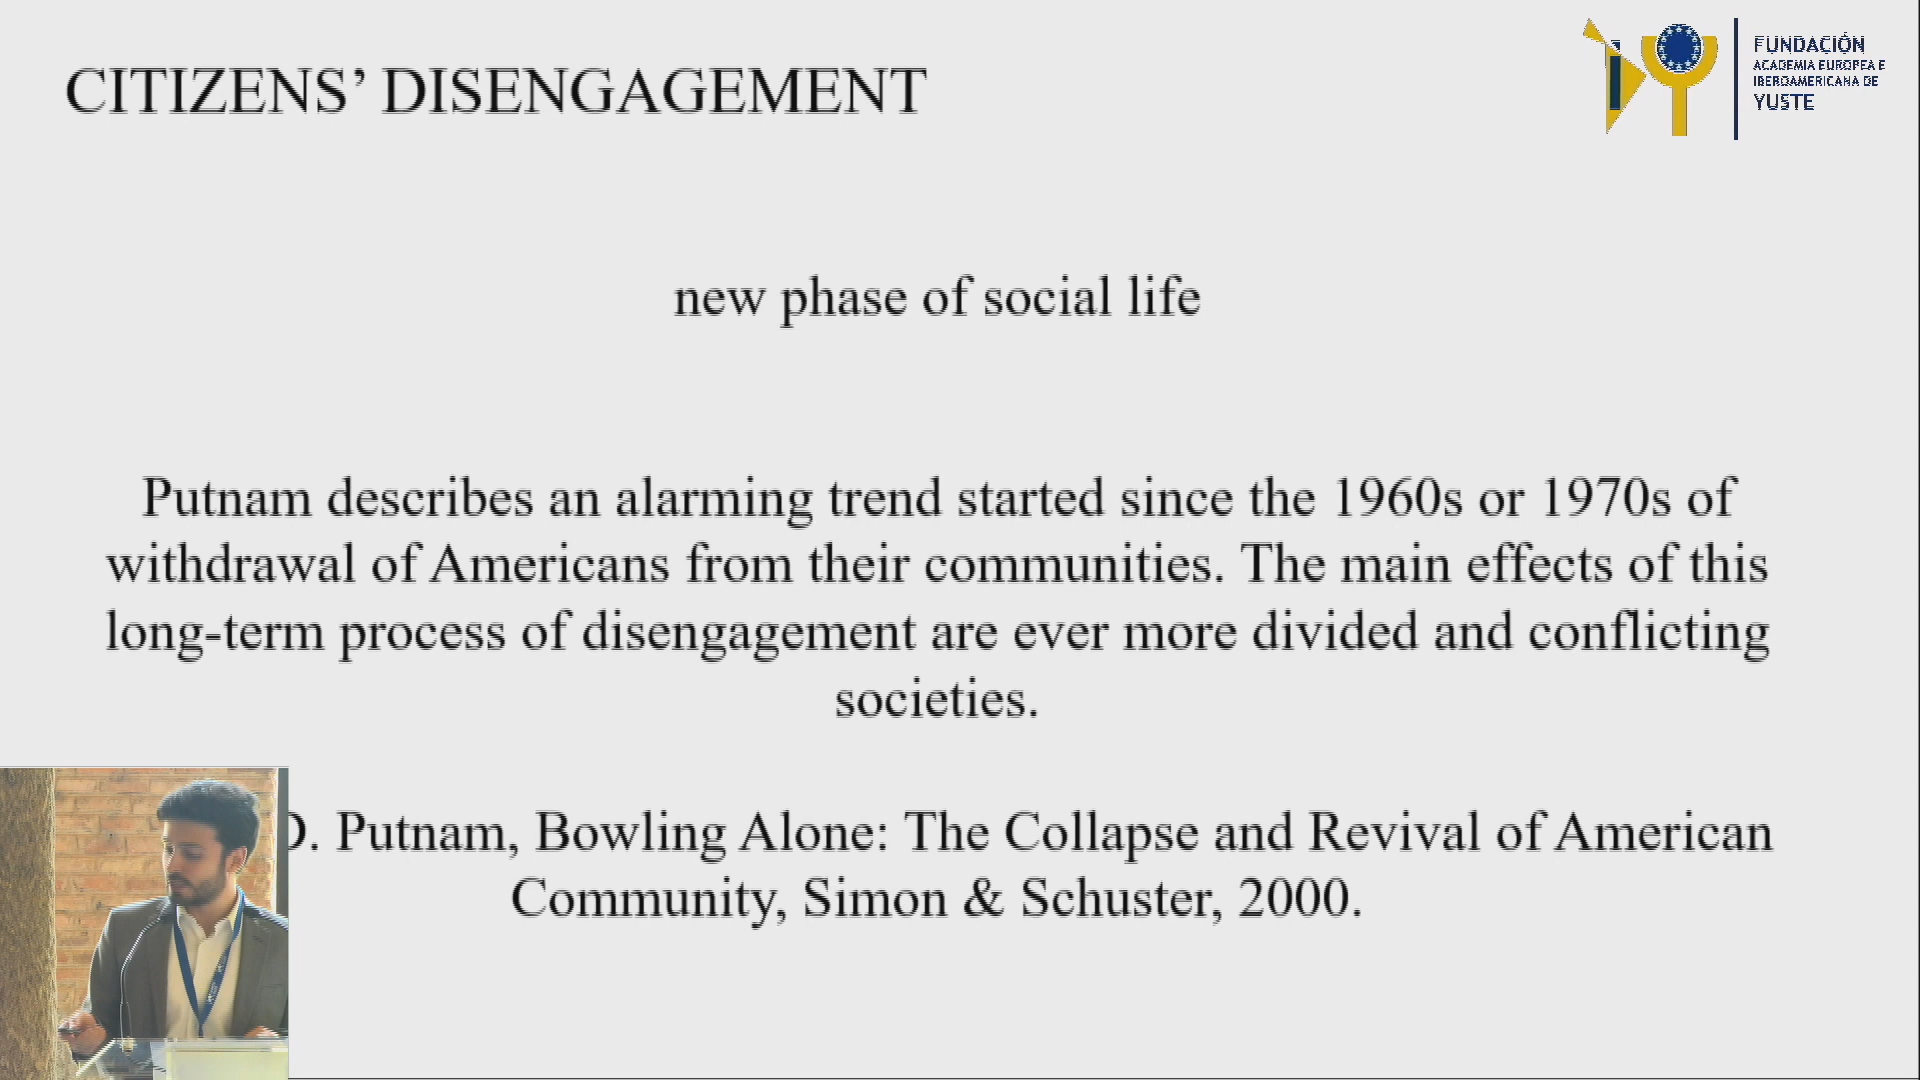 CITIZENS’ DISENGAGEMENT
FUNDACIÓN
ACADEMIA EUROPEA E
IBEROAMERICANA DE
YUSTE
new phase of social life
Putnam describes an alarming trend started since the 1960s or 1970s of
withdrawal of Americans from their communities. The main effects of this
long-term process of disengagement are ever more divided and conflicting
societies.
D. Putnam, Bowling Alone: The Collapse and Revival of American
Community, Simon & Schuster, 2000.